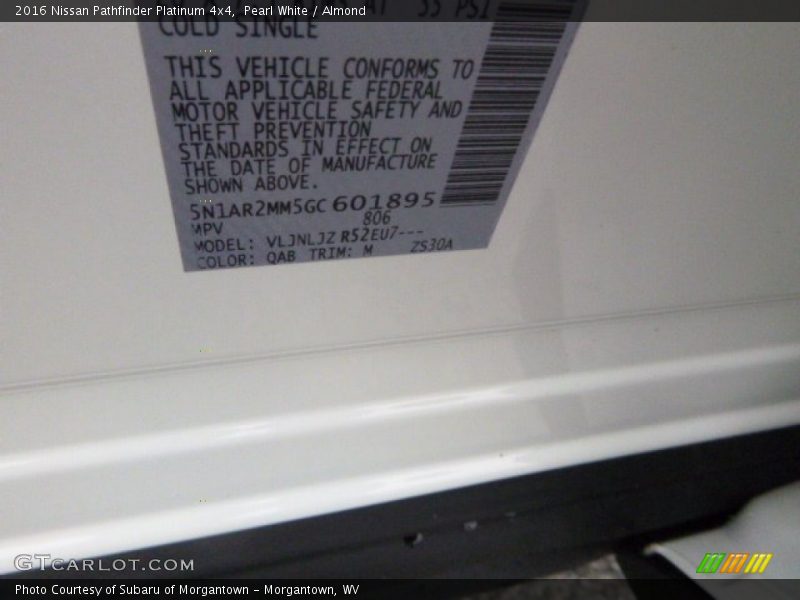 2016 Nissan Pathfinder Platinum 4x4, Pearl White / Almond
35 PSI
COLD SINGLE
THIS VEHICLE CONFORMS TO
ALL APPLICABLE FEDERAL
MOTOR VEHICLE SAFETY AND
THEFT PREVENTION
STANDARDS IN EFFECT ON
THE DATE OF MANUFACTURE
SHOWN ABOVE.
5N1AR2MM5GC601895
MPV 806
MODEL: VLJNLJZ R52EU7---
COLOR: QAB TRIM: M ZS30A
GTCARLOT.COM
Photo Courtesy of Subaru of Morgantown - Morgantown, WV